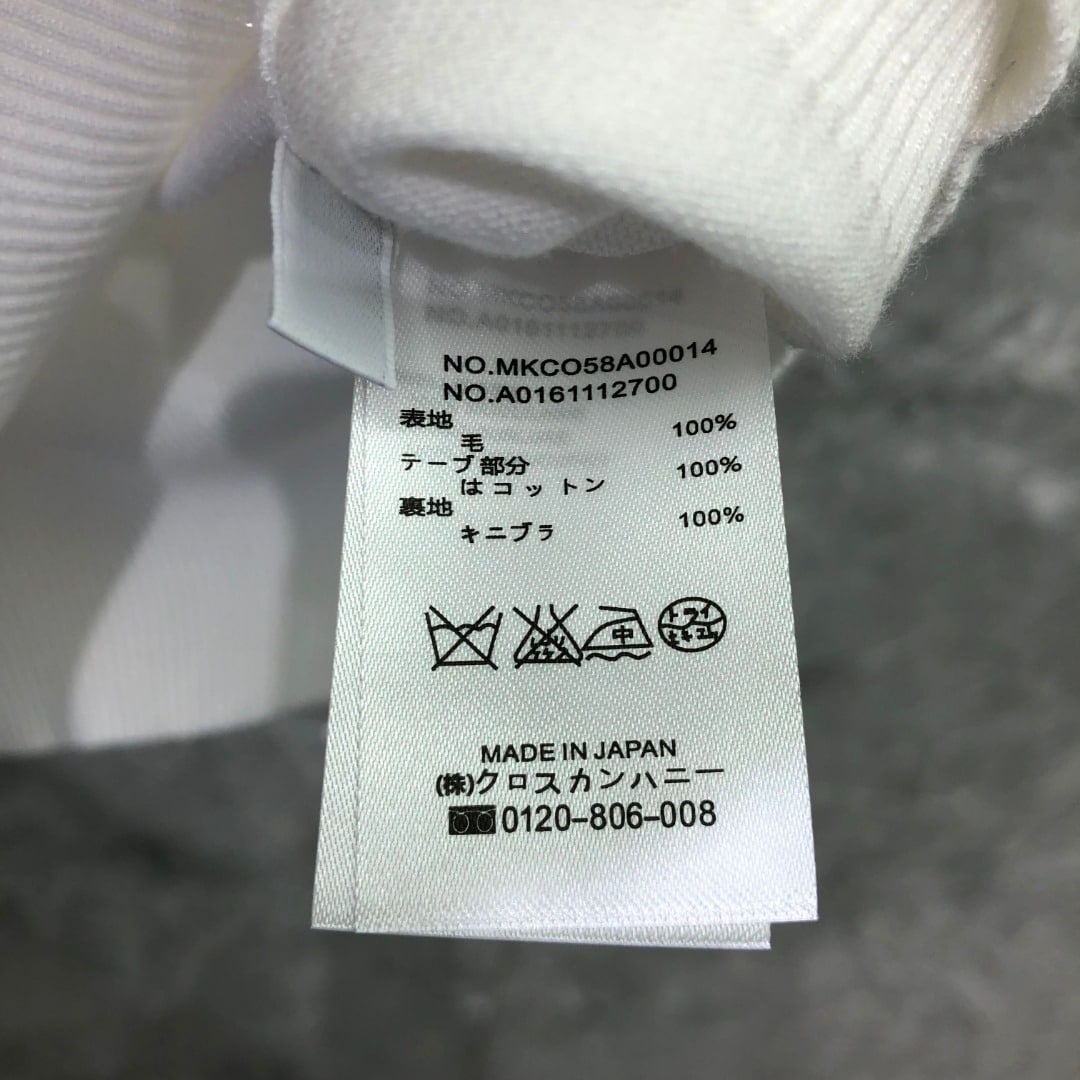 NO.MKCO58A00014
NO.A0161112700
表地
毛 100%
テーブ部分
はコットン 100%
裏地
キニブラ 100%
中
MADE IN JAPAN
(株)クロスカンハニー
0120-806-008